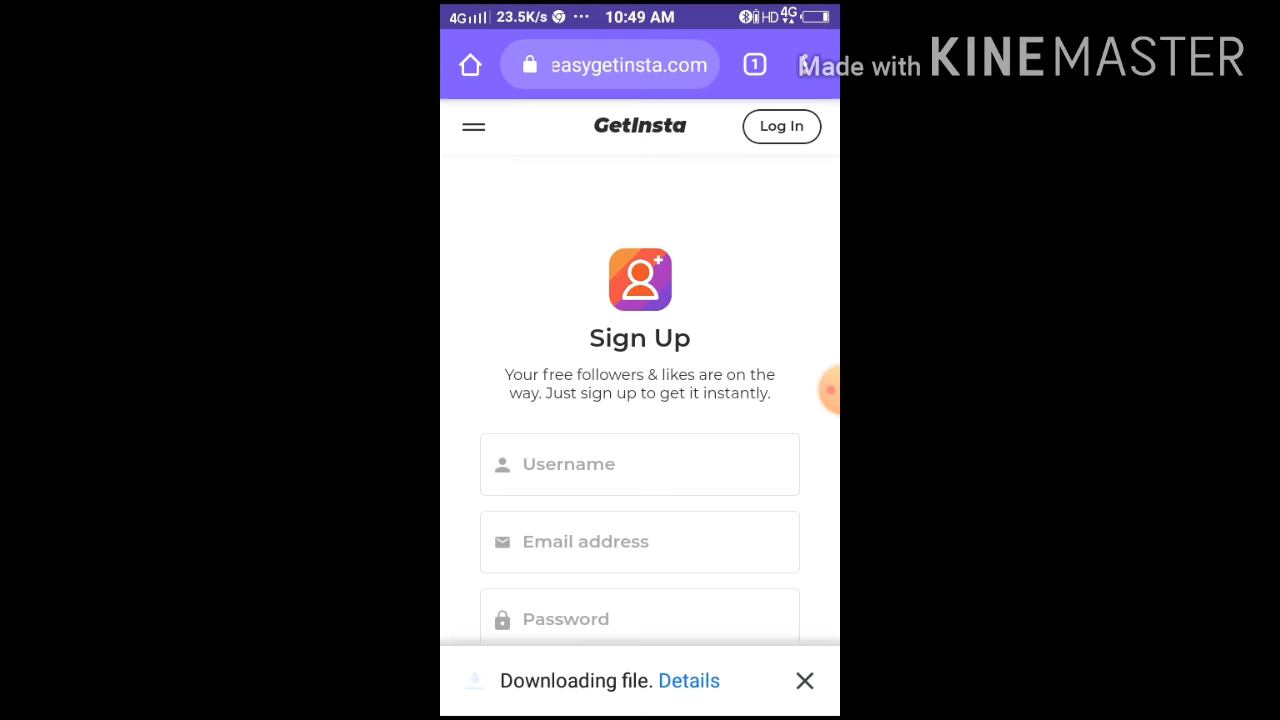 4G 23.5K/s ··· 10:49 AM HD 4G
easygetinsta.com 1
Made with KINEMASTER
GetInsta
Log In
Sign Up
Your free followers & likes are on the
way. Just sign up to get it instantly.
Username
Email address
Password
Downloading file. Details